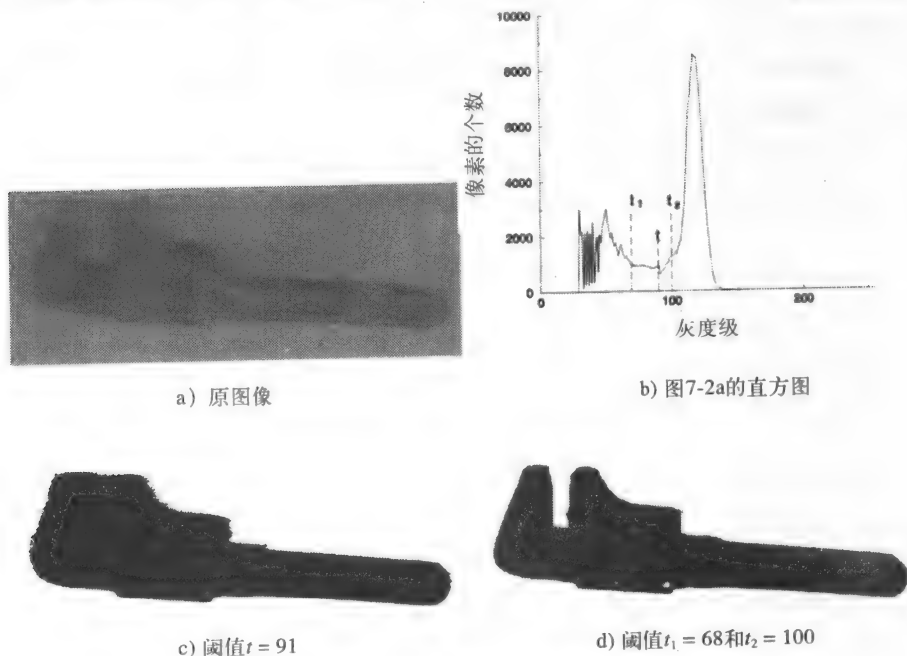 10000
8000
6000
4000
2000
0
像素的个数
t₁
t
t₂
0
100
200
灰度级
a) 原图像
b) 图7-2a的直方图
c) 阈值t = 91
d) 阈值t₁ = 68和t₂ = 100